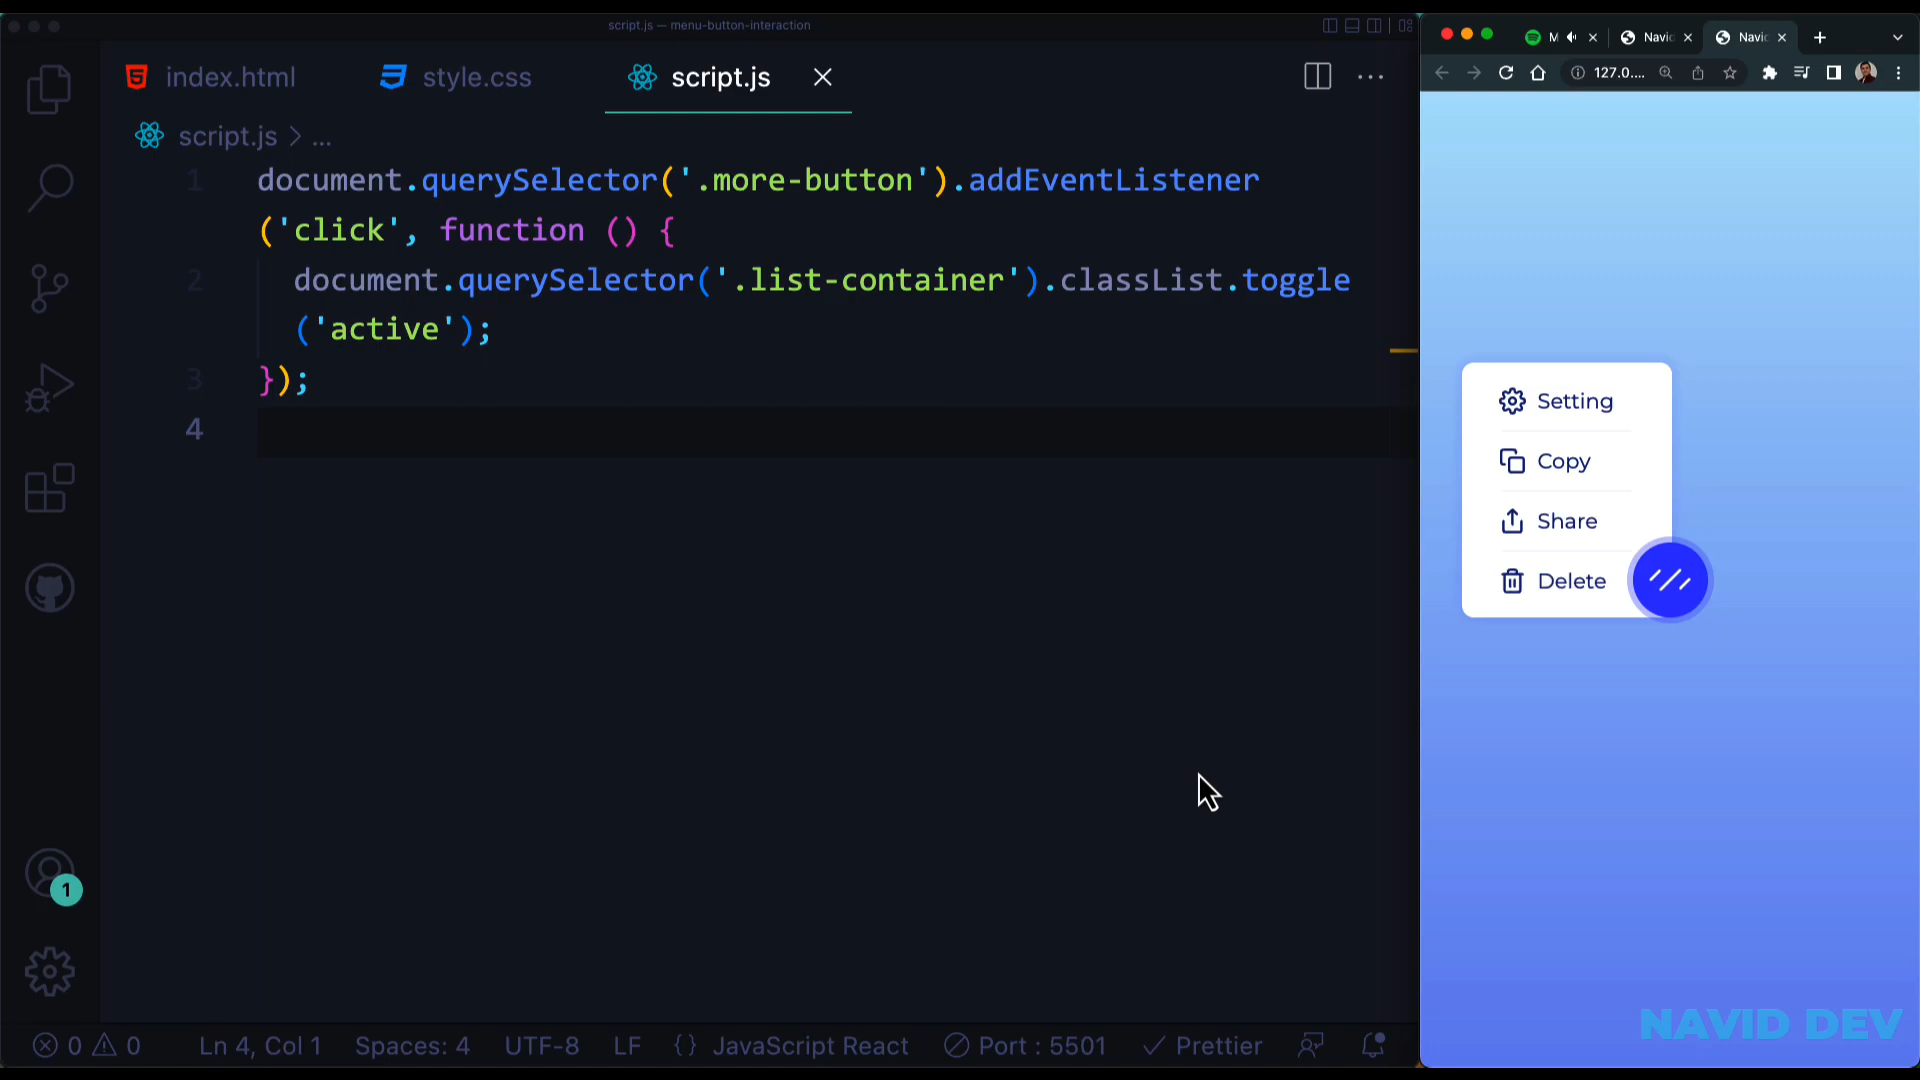 script.js — menu-button-interaction
index.html
style.css
script.js
script.js > ...
1 document.querySelector('.more-button').addEventListener
('click', function () {
2 document.querySelector('.list-container').classList.toggle
('active');
3 });
4
1
0 0 Ln 4, Col 1 Spaces: 4 UTF-8 LF {} JavaScript React Port : 5501 Prettier
M
Navi
Navi
127.0....
Setting
Copy
Share
Delete
NAVID DEV